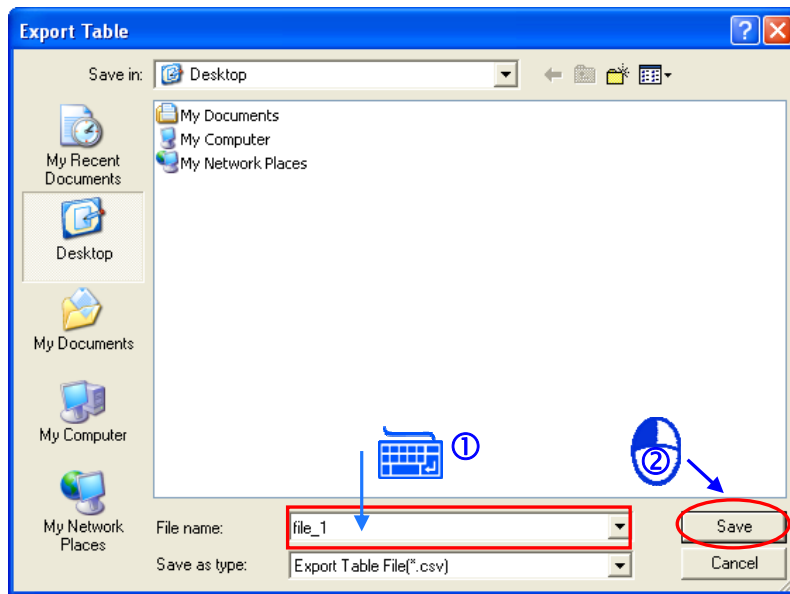 Export Table
Save in: Desktop
My Documents
My Computer
My Network Places
My Recent
Documents
Desktop
My Documents
My Computer
My Network
Places
①
②
File name: file_1 Save
Save as type: Export Table File(*.csv) Cancel